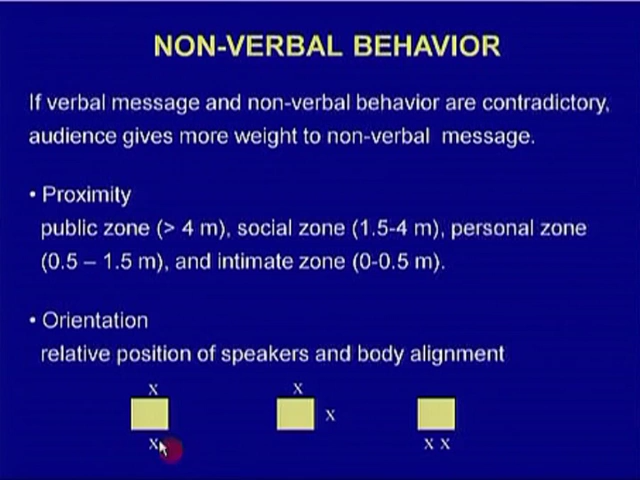 NON-VERBAL BEHAVIOR
If verbal message and non-verbal behavior are contradictory,
audience gives more weight to non-verbal message.
• Proximity
public zone (> 4 m), social zone (1.5-4 m), personal zone
(0.5 – 1.5 m), and intimate zone (0-0.5 m).
• Orientation
relative position of speakers and body alignment
x x
x
x x x